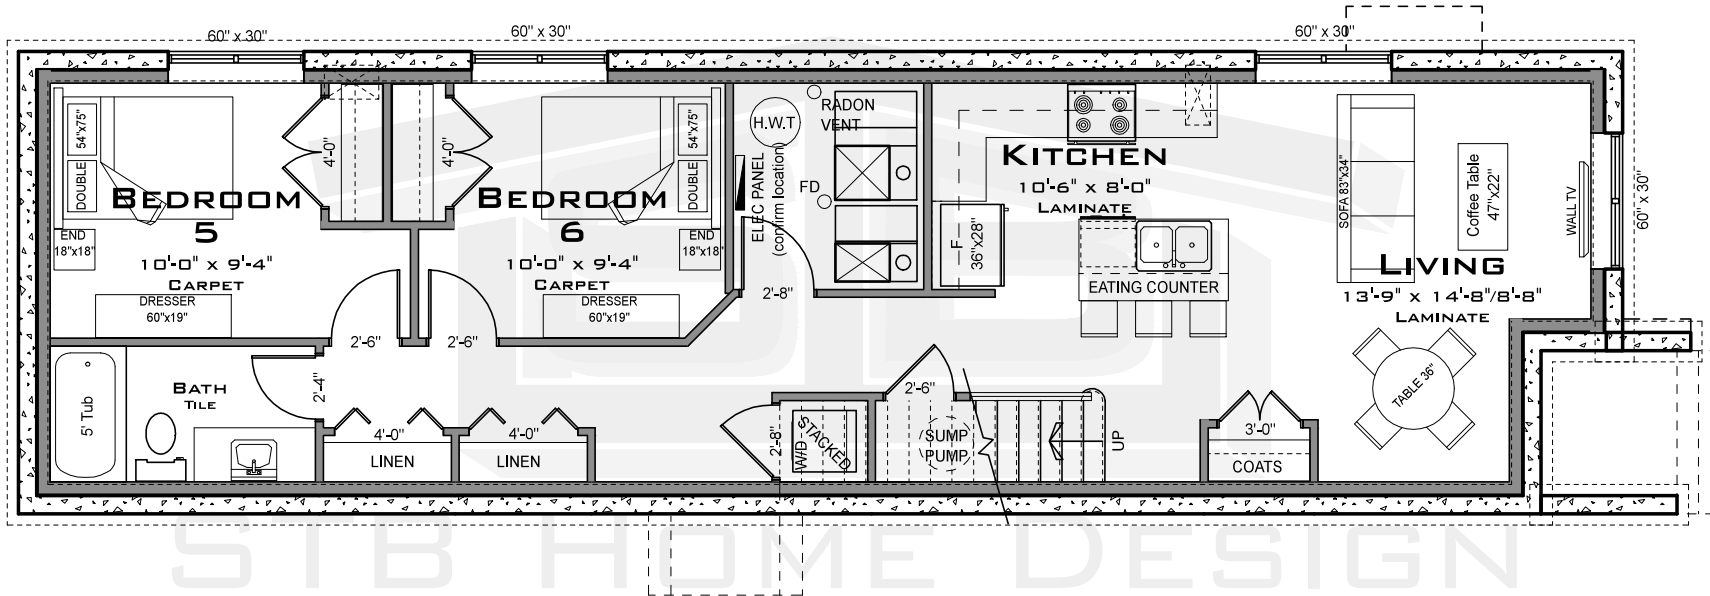 60" x 30"
60" x 30"
60" x 30"
54"x75"
DOUBLE
4'-0"
4'-0"
54"x75"
DOUBLE
H.W.T
RADON
VENT
FD
ELEC PANEL
(confirm location)
KITCHEN
10'-6" x 8'-0"
LAMINATE
SOFA 83"x34"
Coffee Table
47"x22"
WALL TV
60" x 30"
BEDROOM
5
10'-0" x 9'-4"
CARPET
BEDROOM
6
10'-0" x 9'-4"
CARPET
END
18"x18"
END
18"x18"
DRESSER
60"x19"
DRESSER
60"x19"
2'-8"
F
36"x28"
EATING COUNTER
LIVING
13'-9" x 14'-8"/8'-8"
LAMINATE
2'-6"
2'-6"
5' Tub
BATH
TILE
2'-4"
4'-0"
LINEN
4'-0"
LINEN
2'-8"
W/D
STACKED
2'-6"
SUMP
PUMP
UP
3'-0"
COATS
TABLE 36"
STB HOME DESIGN